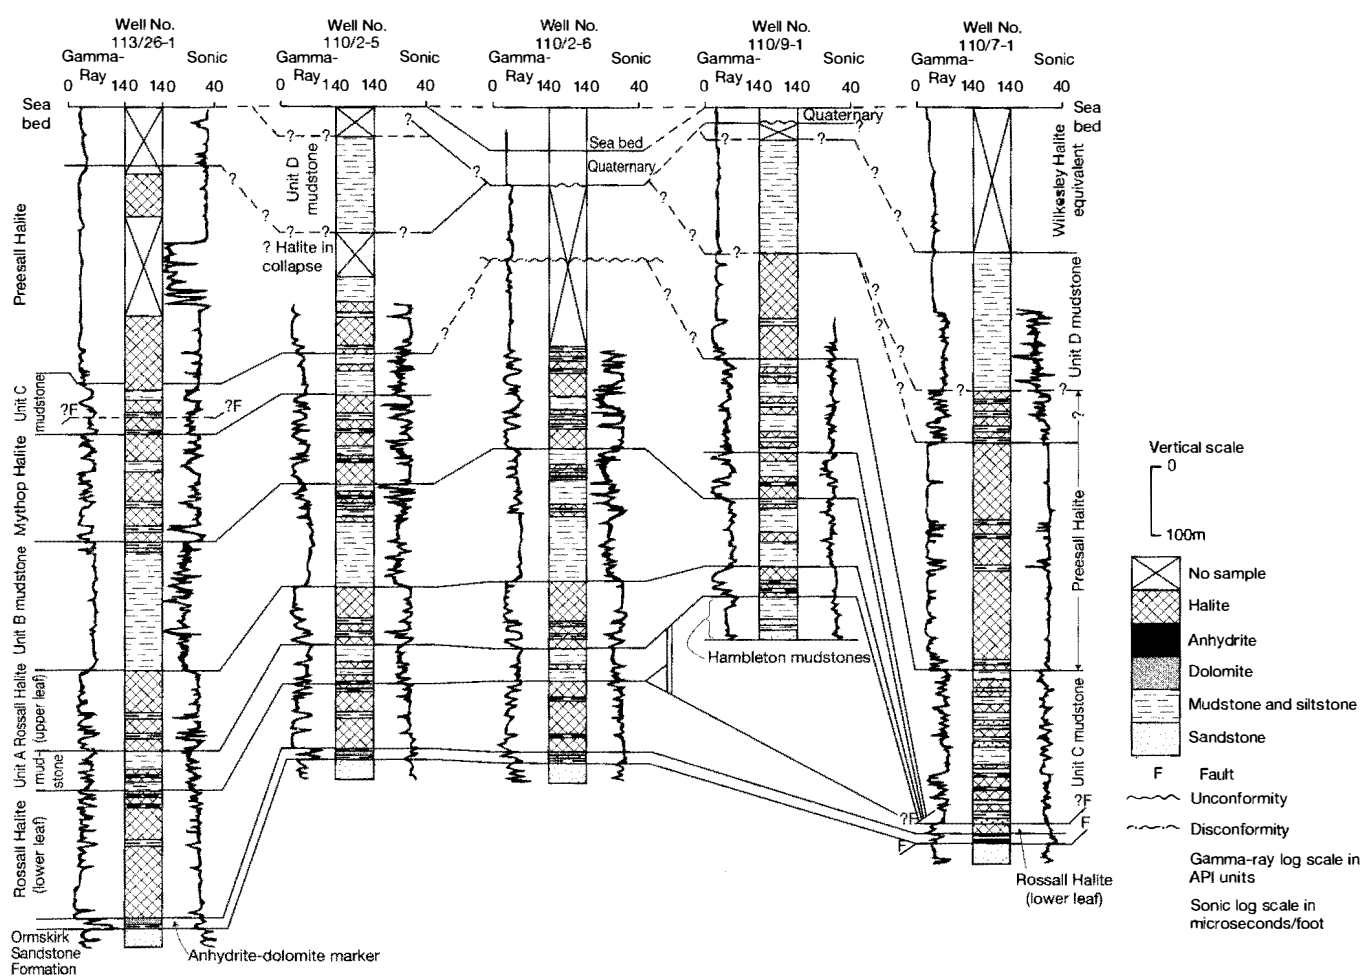 Well No.
113/26-1
Gamma-
Ray
Sonic
0
140
140
40
Well No.
110/2-5
Gamma-
Ray
Sonic
0
140
140
40
Well No.
110/2-6
Gamma-
Ray
Sonic
0
140
140
40
Well No.
110/9-1
Gamma-
Ray
Sonic
0
140
140
40
Well No.
110/7-1
Gamma-
Ray
Sonic
0
140
140
40
Sea
bed
Sea
bed
Preesall Halite
Unit C
mudstone
?F
?F
Mythop Halite
Unit B mudstone
Rossall Halite
(upper leaf)
Unit A
mud-
stone
Rossall Halite
(lower leaf)
Ormskirk
Sandstone
Formation
Anhydrite-dolomite marker
?
?
?
?
?
?
Unit D
mudstone
?
?
? Halite in
collapse
?
?
?
Sea bed
Quaternary
?
?
?
?
Quaternary
?
?
?
?
?
?
?
?
?
?
Hambleton mudstones
Wilkesley Halite
equivalent
Unit D mudstone
?
?
?
Preesall Halite
Unit C mudstone
?F
F
?F
F
Rossall Halite
(lower leaf)
Vertical scale
0
100m
No sample
Halite
Anhydrite
Dolomite
Mudstone and siltstone
Sandstone
F Fault
Unconformity
Disconformity
Gamma-ray log scale in
API units
Sonic log scale in
microseconds/foot